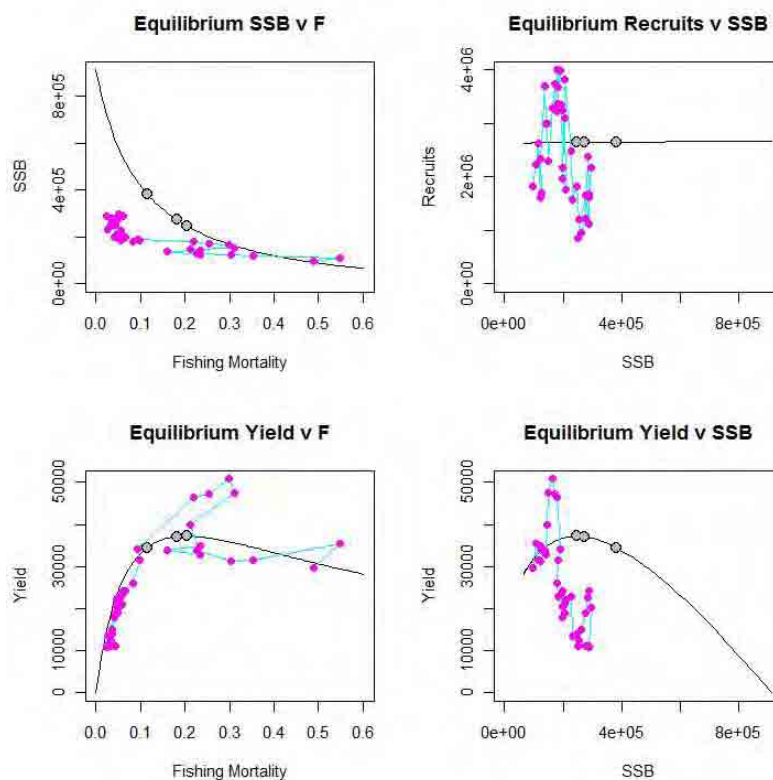 Equilibrium SSB v F
SSB
0e+00
4e+05
8e+05
0.0 0.1 0.2 0.3 0.4 0.5 0.6
Fishing Mortality
Equilibrium Recruits v SSB
Recruits
0e+00
2e+06
4e+06
0e+00 4e+05 8e+05
SSB
Equilibrium Yield v F
Yield
0
10000
30000
50000
0.0 0.1 0.2 0.3 0.4 0.5 0.6
Fishing Mortality
Equilibrium Yield v SSB
Yield
0
10000
30000
50000
0e+00 4e+05 8e+05
SSB